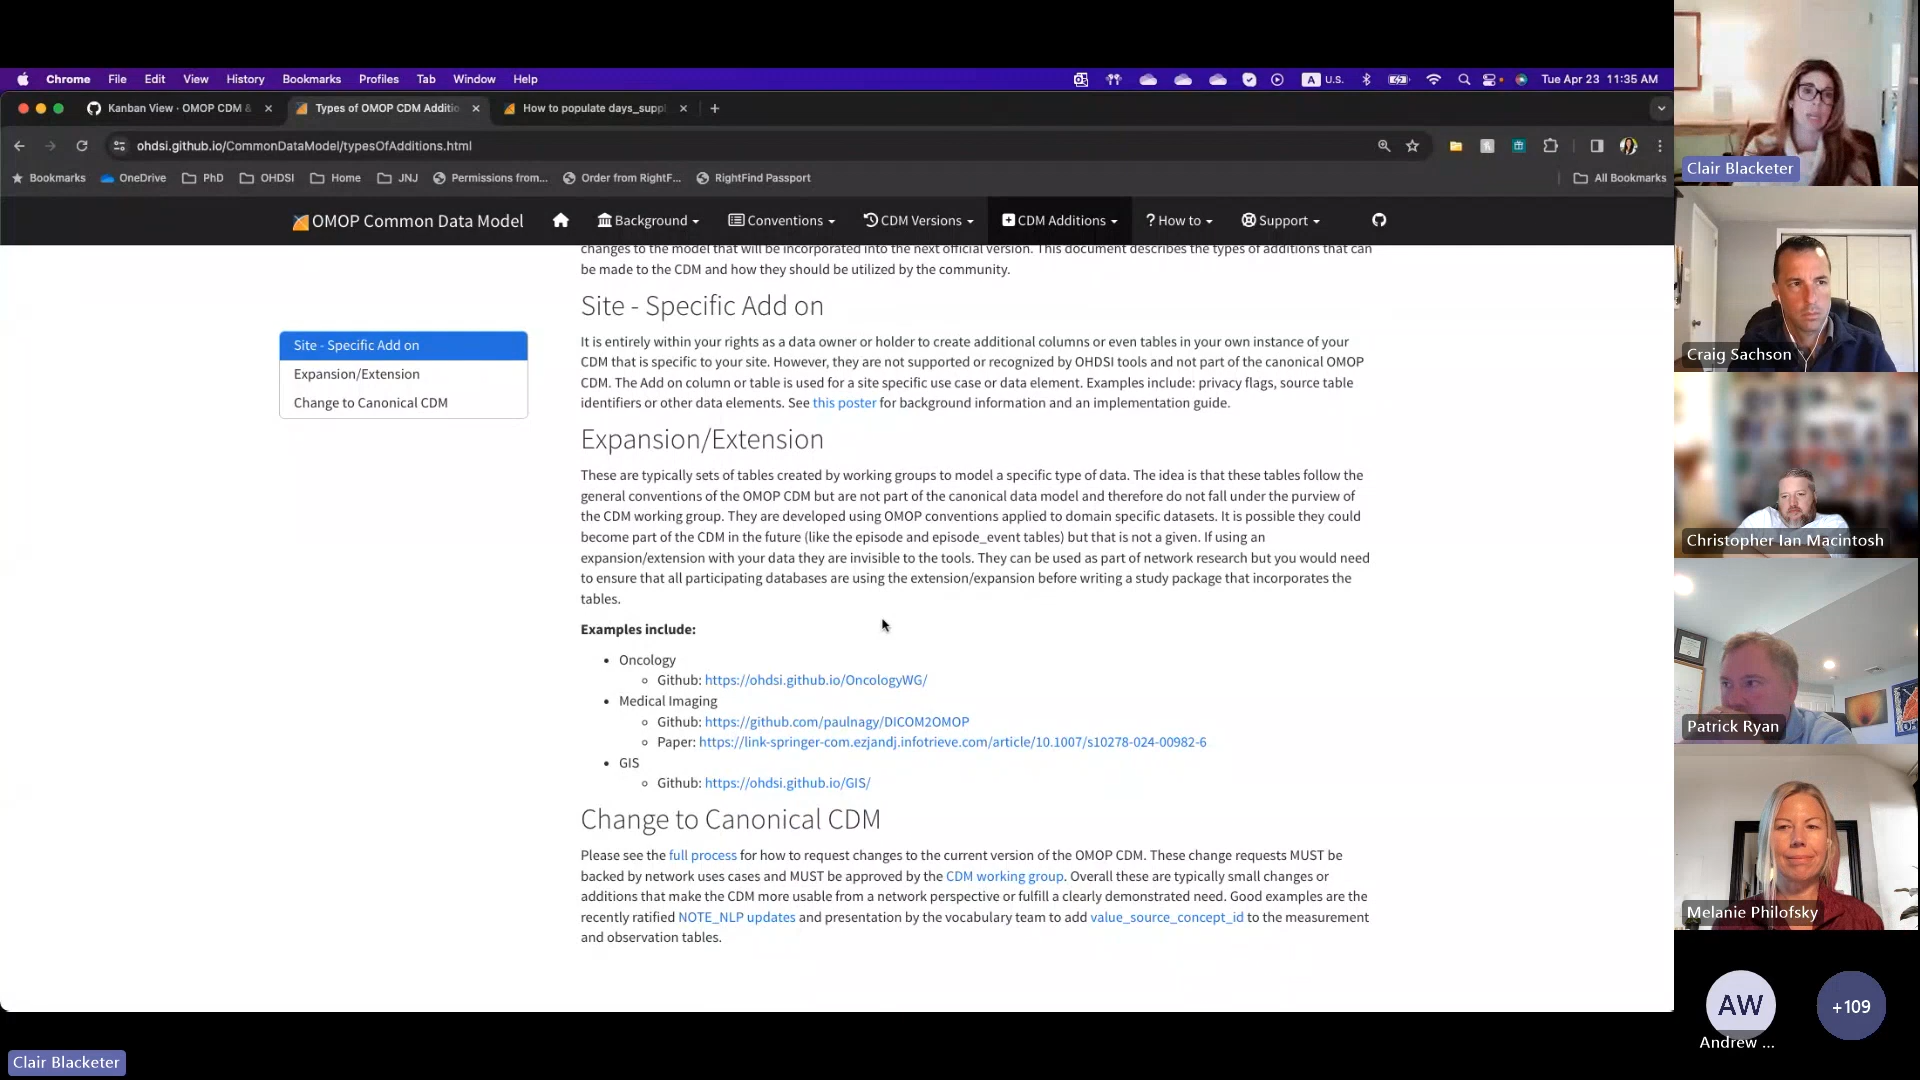 Chrome File Edit View History Bookmarks Profiles Tab Window Help
A U.S. Tue Apr 23 11:35 AM
Kanban View · OMOP CDM & Types of OMOP CDM Additio How to populate days_suppl
ohdsi.github.io/CommonDataModel/typesOfAdditions.html
Bookmarks OneDrive PhD OHDSI Home JNJ Permissions from... Order from RightF... RightFind Passport All Bookmarks
OMOP Common Data Model Background Conventions CDM Versions CDM Additions ? How to Support
changes to the model that will be incorporated into the next official version. This document describes the types of additions that can
be made to the CDM and how they should be utilized by the community.
Site - Specific Add on
Expansion/Extension
Change to Canonical CDM
Site - Specific Add on
It is entirely within your rights as a data owner or holder to create additional columns or even tables in your own instance of your
CDM that is specific to your site. However, they are not supported or recognized by OHDSI tools and not part of the canonical OMOP
CDM. The Add on column or table is used for a site specific use case or data element. Examples include: privacy flags, source table
identifiers or other data elements. See this poster for background information and an implementation guide.
Expansion/Extension
These are typically sets of tables created by working groups to model a specific type of data. The idea is that these tables follow the
general conventions of the OMOP CDM but are not part of the canonical data model and therefore do not fall under the purview of
the CDM working group. They are developed using OMOP conventions applied to domain specific datasets. It is possible they could
become part of the CDM in the future (like the episode and episode_event tables) but that is not a given. If using an
expansion/extension with your data they are invisible to the tools. They can be used as part of network research but you would need
to ensure that all participating databases are using the extension/expansion before writing a study package that incorporates the
tables.
Examples include:
• Oncology
Github: https://ohdsi.github.io/OncologyWG/
• Medical Imaging
Github: https://github.com/paulnagy/DICOM2OMOP
Paper: https://link-springer-com.ezjandj.infotrieve.com/article/10.1007/s10278-024-00982-6
• GIS
Github: https://ohdsi.github.io/GIS/
Change to Canonical CDM
Please see the full process for how to request changes to the current version of the OMOP CDM. These change requests MUST be
backed by network uses cases and MUST be approved by the CDM working group. Overall these are typically small changes or
additions that make the CDM more usable from a network perspective or fulfill a clearly demonstrated need. Good examples are the
recently ratified NOTE_NLP updates and presentation by the vocabulary team to add value_source_concept_id to the measurement
and observation tables.
Clair Blacketer
Craig Sachson
Christopher Ian Macintosh
Patrick Ryan
Melanie Philofsky
AW +109
Andrew ...
Clair Blacketer